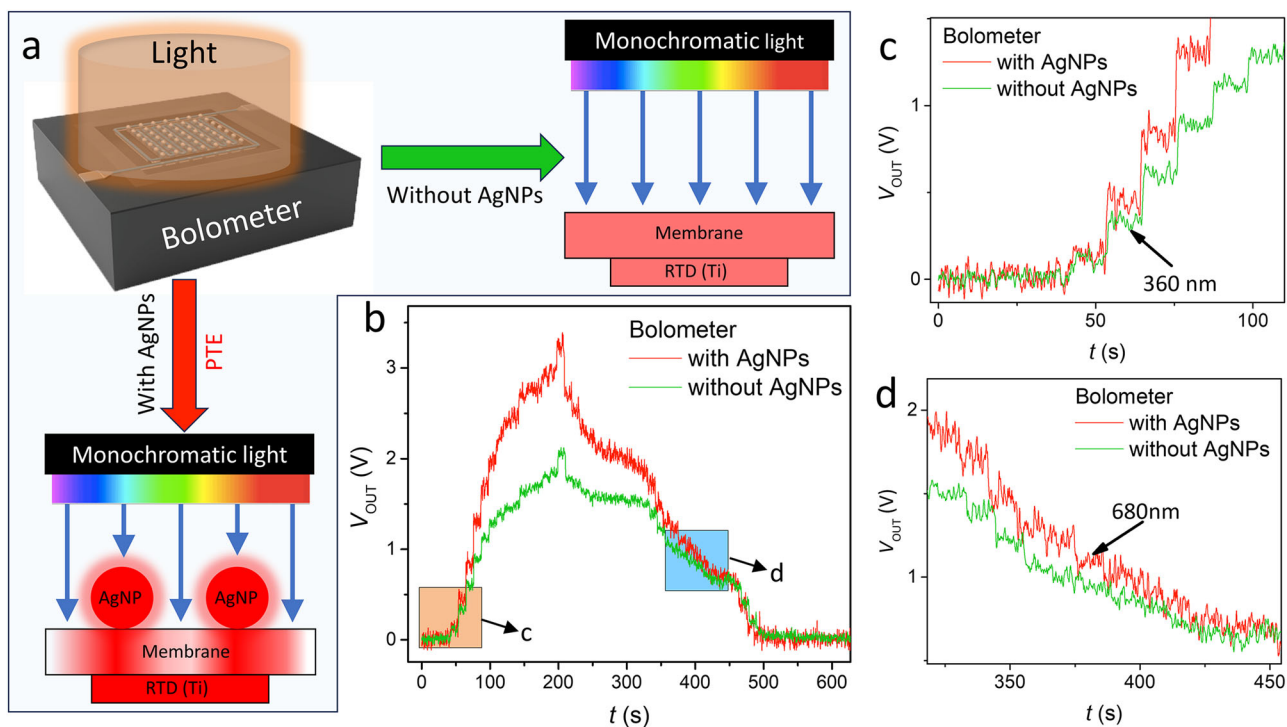 a
Light
Bolometer
Without AgNPs
Monochromatic light
Membrane
RTD (Ti)
With AgNPs
PTE
Monochromatic light
AgNP
AgNP
Membrane
RTD (Ti)
b
Bolometer
with AgNPs
without AgNPs
V_OUT (V)
3
2
1
0
c
d
0
100
200
300
400
500
600
t (s)
c
Bolometer
with AgNPs
without AgNPs
V_OUT (V)
1
0
360 nm
0
50
100
t (s)
d
Bolometer
with AgNPs
without AgNPs
V_OUT (V)
2
1
680nm
350
400
450
t (s)